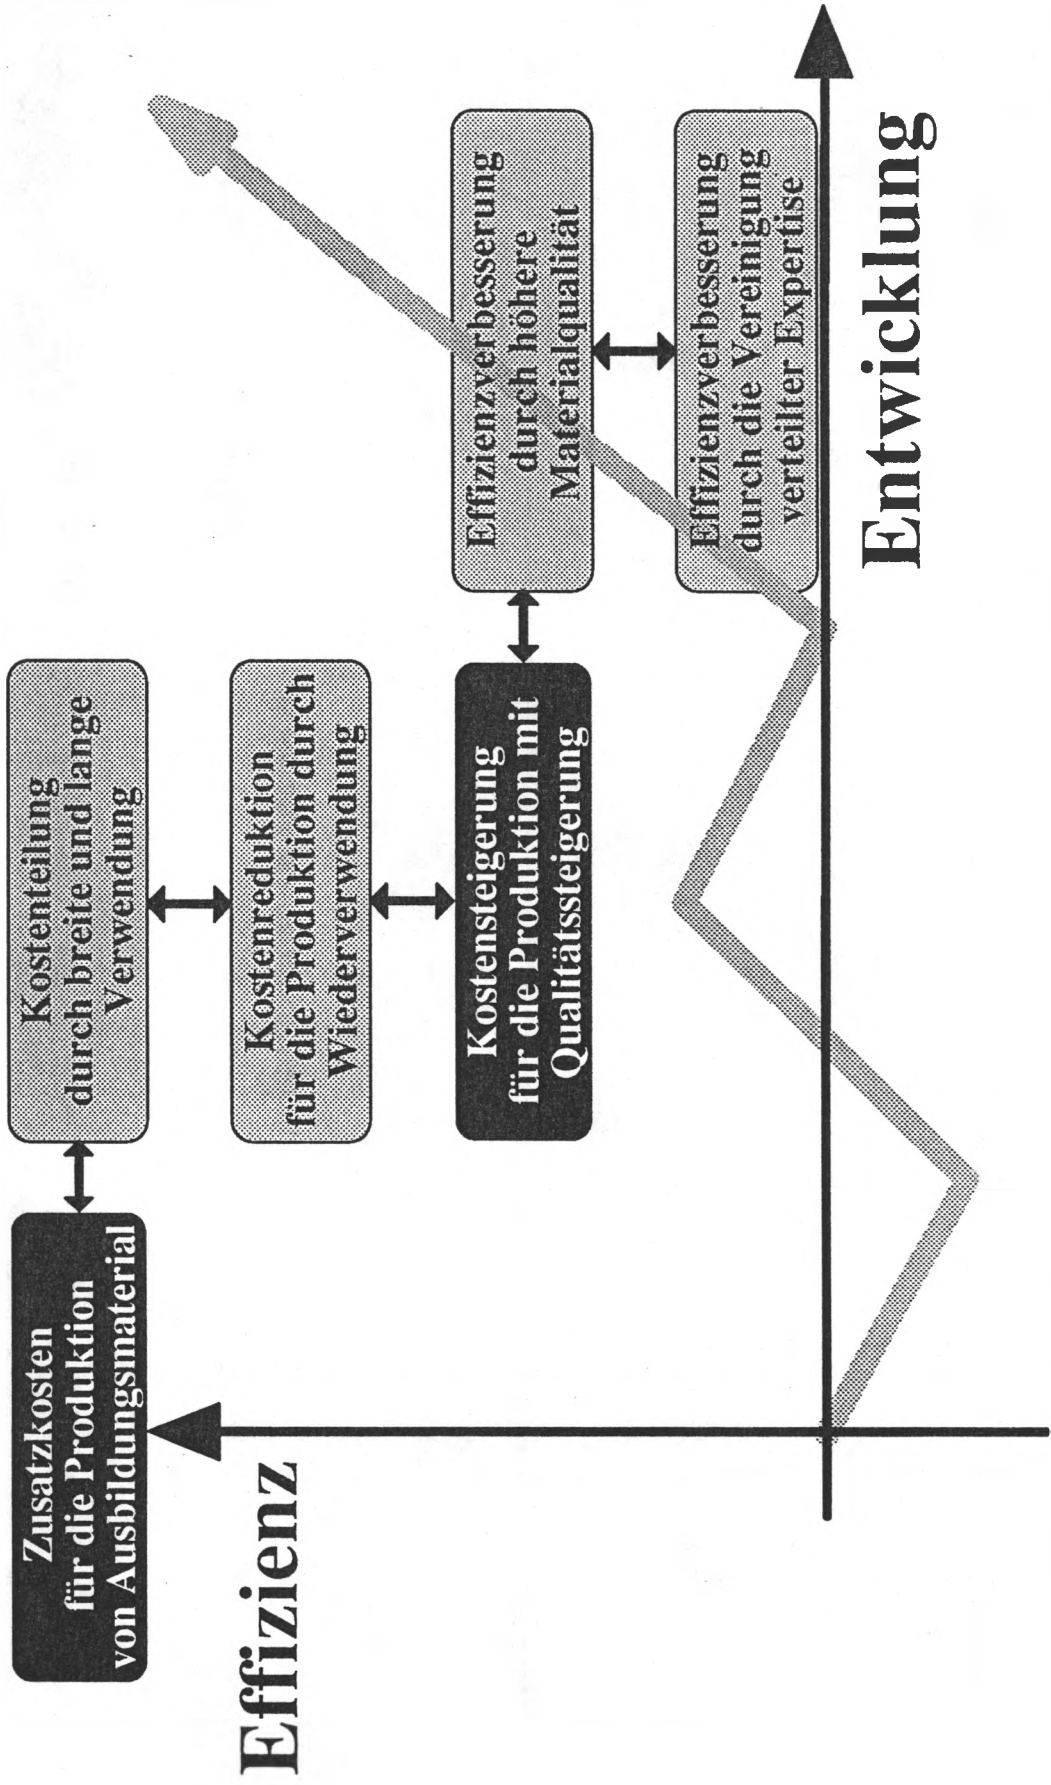 Zusatzkosten
für die Produktion
von Ausbildungsmaterial
Kostenteilung
durch breite und lange
Verwendung
Kostenreduktion
für die Produktion durch
Wiederverwendung
Kostensteigerung
für die Produktion mit
Qualitätssteigerung
Effizienzverbesserung
durch höhere
Materialqualität
Effizienzverbesserung
durch die Vereinigung
verteilter Expertise
Effizienz
Entwicklung